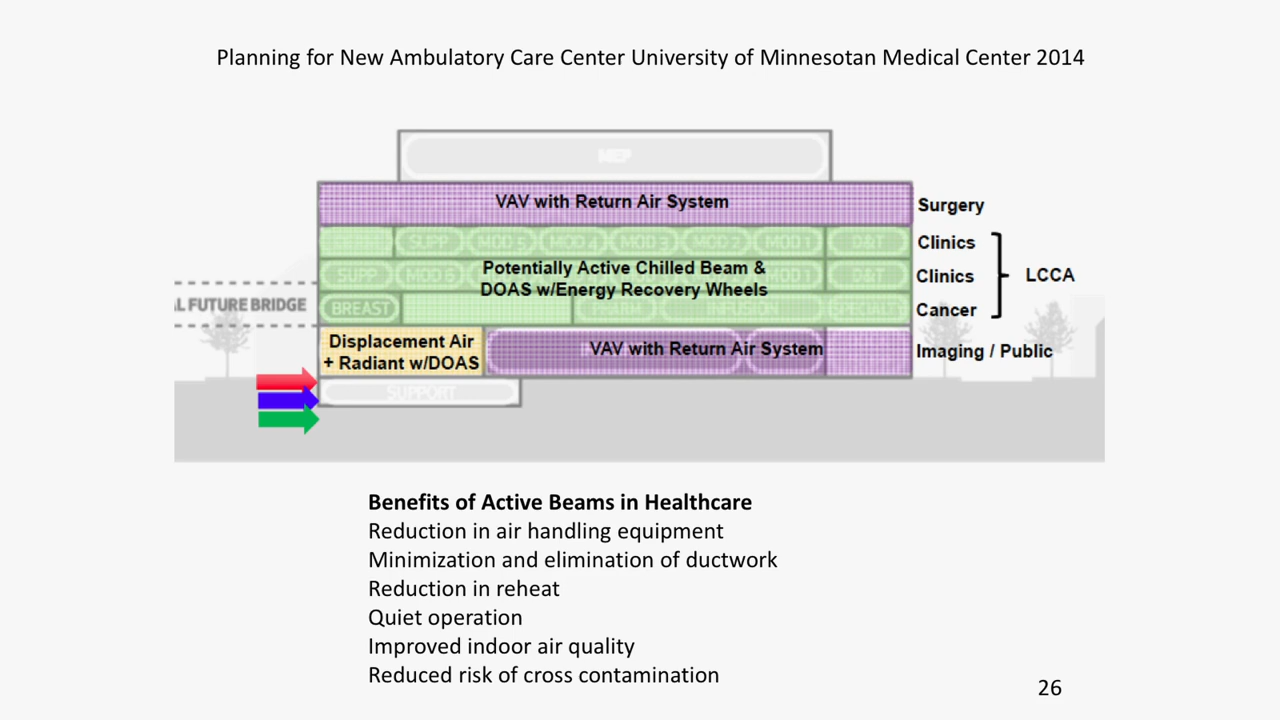 Planning for New Ambulatory Care Center University of Minnesotan Medical Center 2014
MEP
VAV with Return Air System
Surgery
SUPP MOD 5 MOD 4 MOD 3 MOD 2 MOD 1 D&T
Clinics
SUPP MOD 6 MOD 1 D&T
Potentially Active Chilled Beam &
DOAS w/Energy Recovery Wheels
Clinics
LCCA
FUTURE BRIDGE
BREAST INFUSION
Cancer
Displacement Air
+ Radiant w/DOAS
VAV with Return Air System
Imaging / Public
SUPPORT
Benefits of Active Beams in Healthcare
Reduction in air handling equipment
Minimization and elimination of ductwork
Reduction in reheat
Quiet operation
Improved indoor air quality
Reduced risk of cross contamination
26